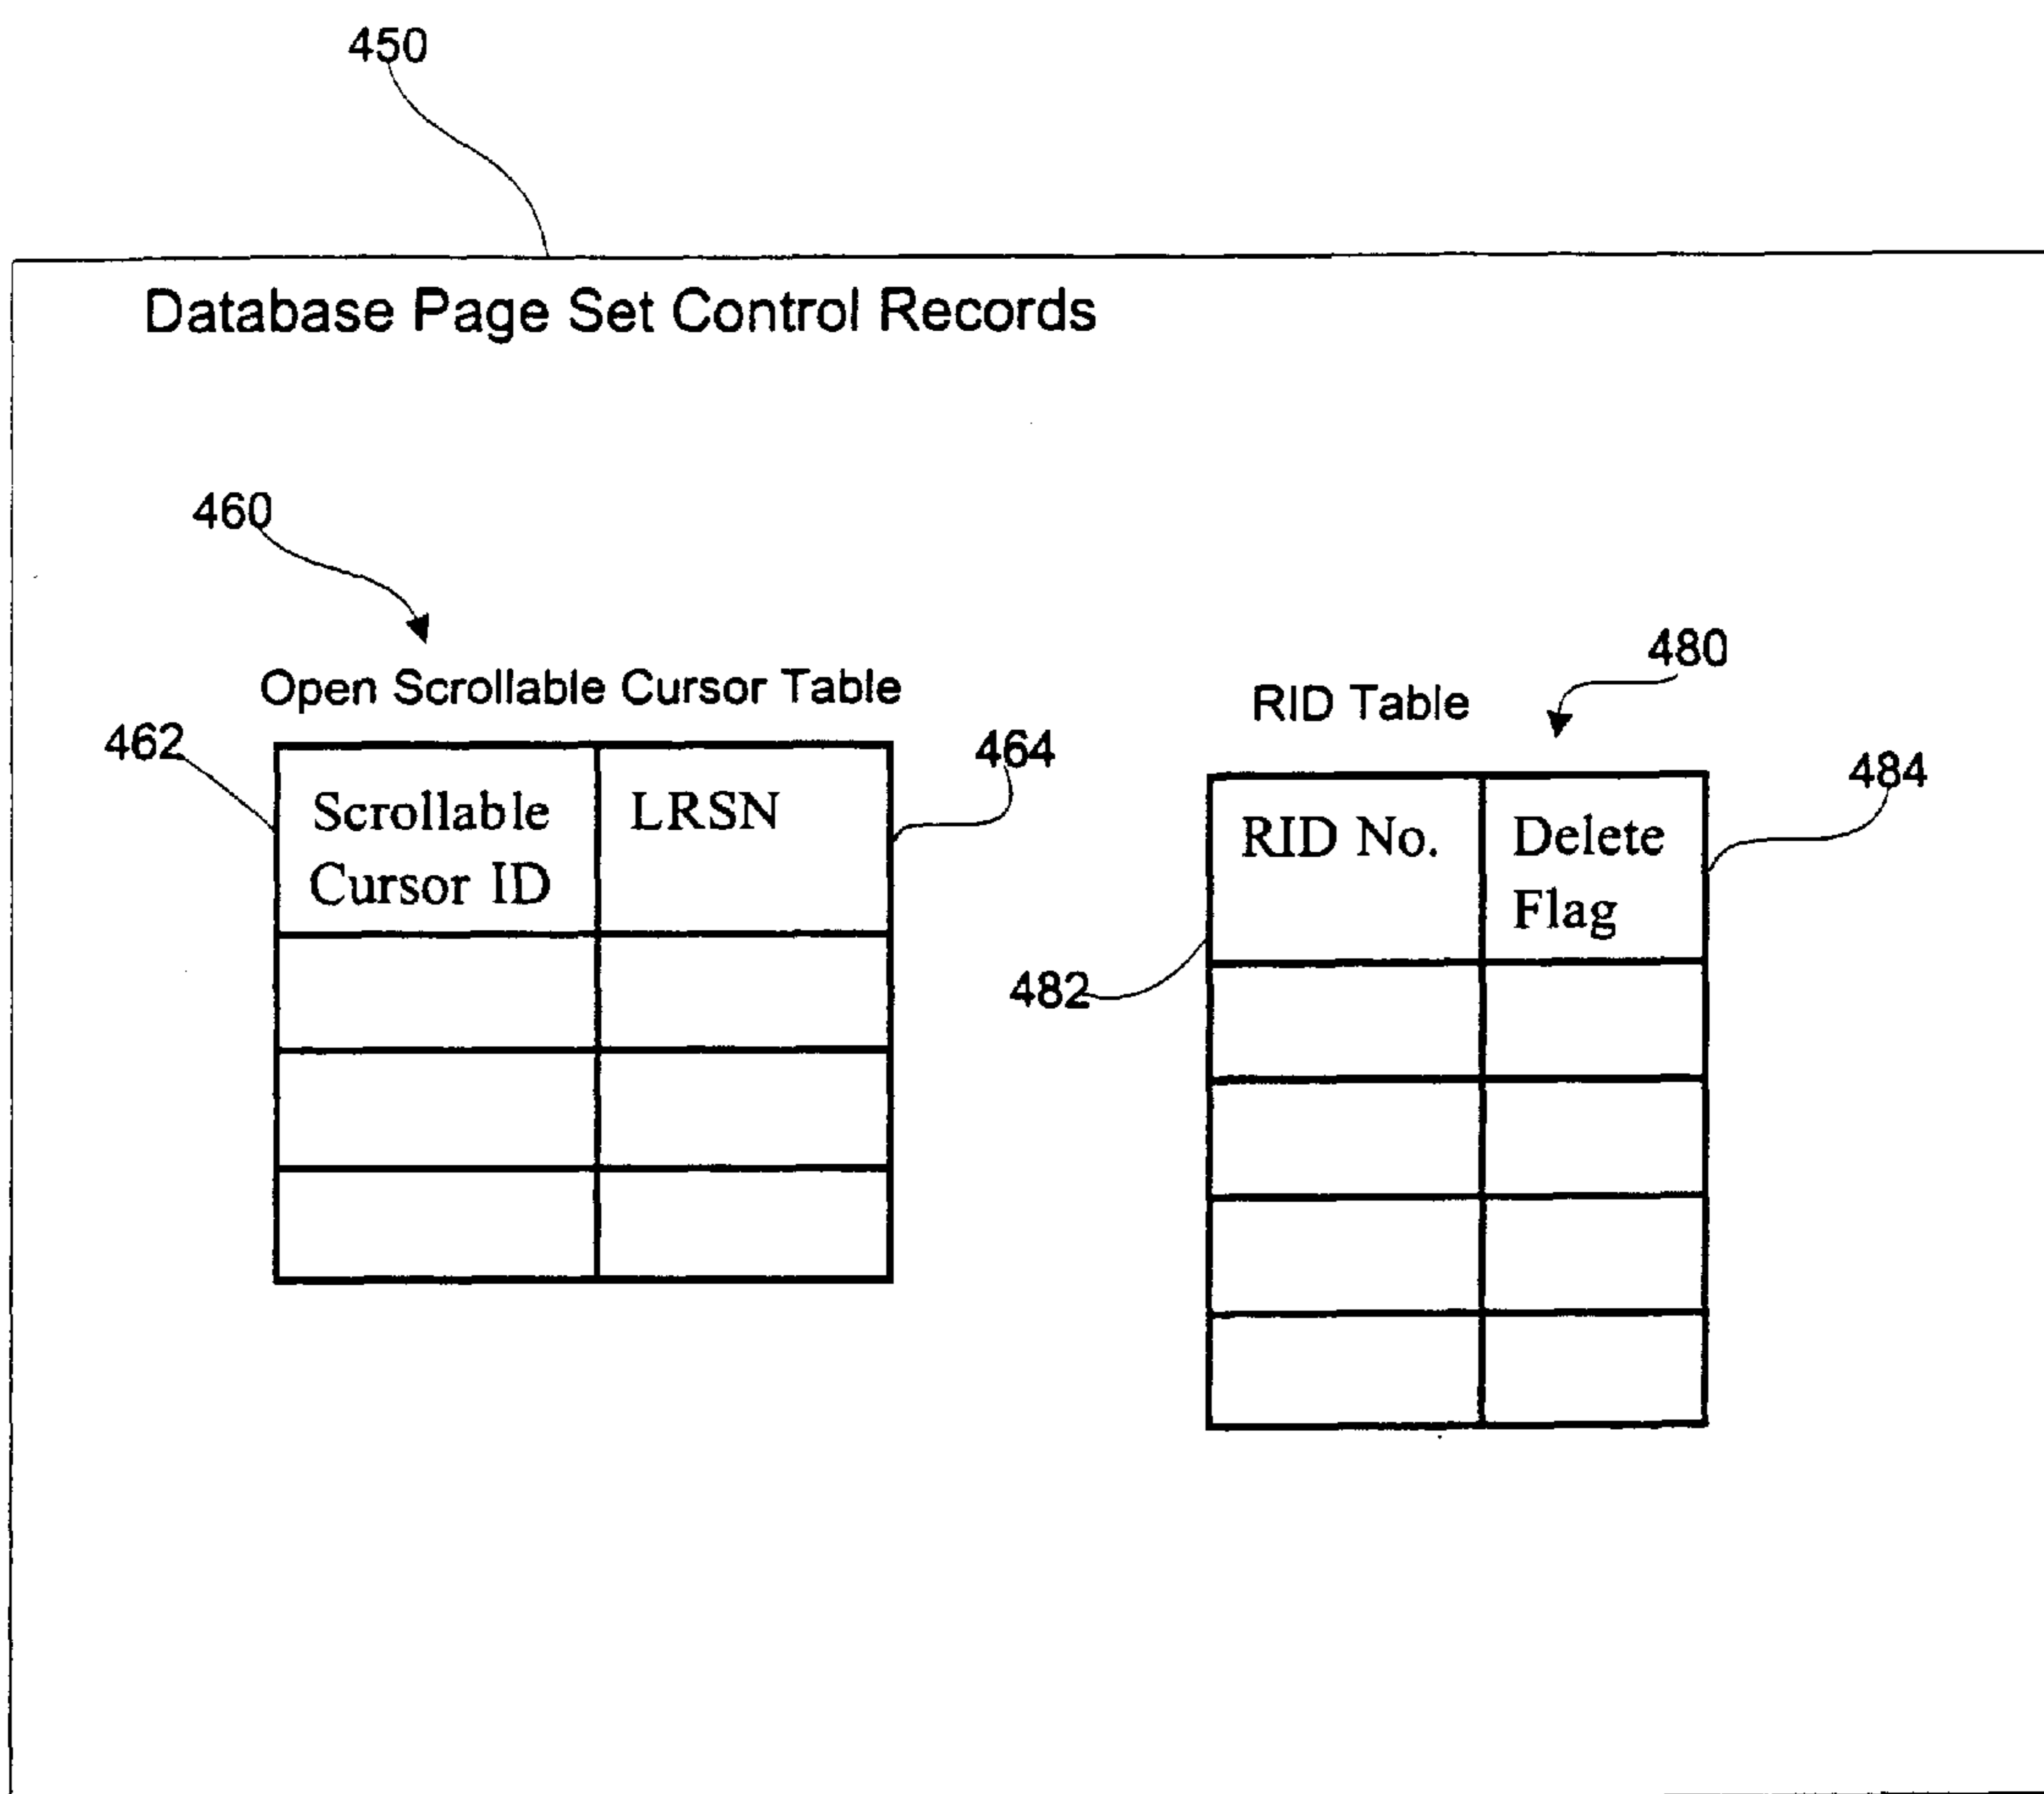 450
Database Page Set Control Records
460
480
Open Scrollable Cursor Table
RID Table
462
464
484
Scrollable
Cursor ID
LRSN
RID No.
Delete
Flag
482